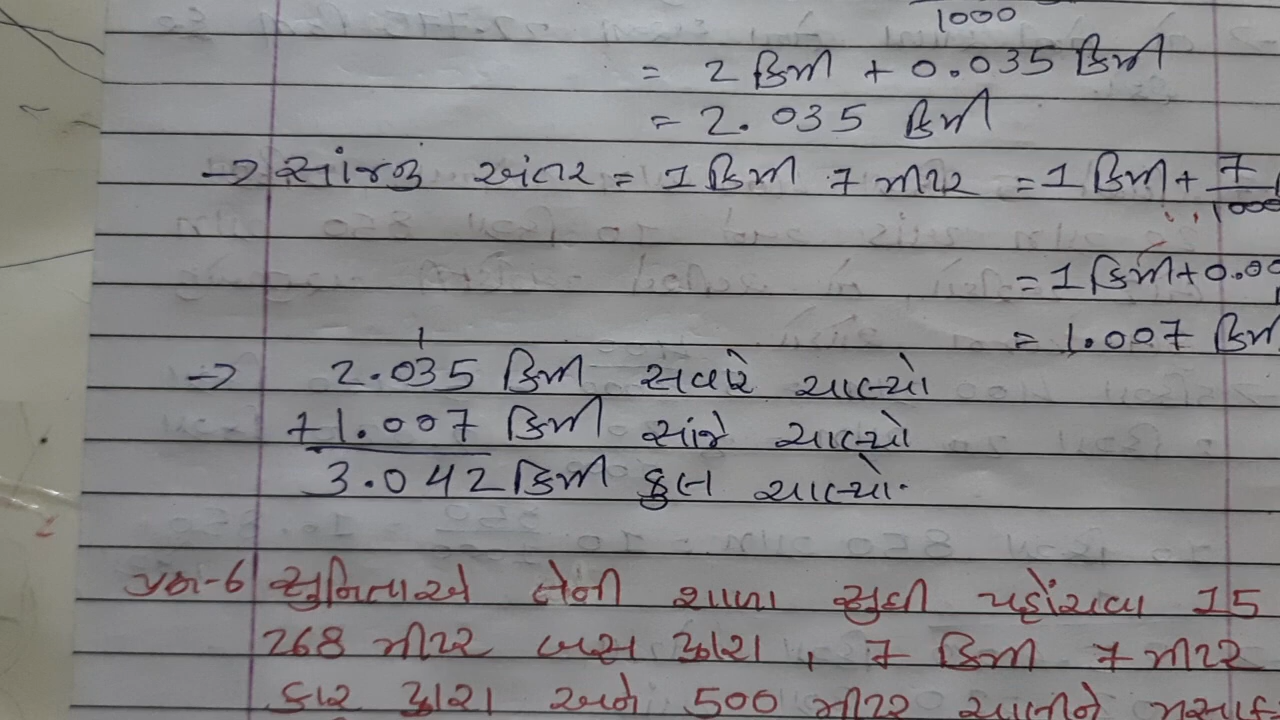 1000
= 2 કિમી + 0.035 કિમી
= 2.035 કિમી
→ સાંજનું અંતર = 1 કિમી 7 મીટર = 1 કિમી + 7
1000
= 1 કિમી + 0.00
= 1.007 કિમી
1
→ 2.035 કિમી સવારે ચાલ્યો
+1.007 કિમી સાંજે ચાલ્યો
3.042 કિમી કુલ ચાલ્યો.
પ્રશ્ન-6 સુનિતાએ તેની શાળા સુધી પહોંચવા 15
268 મીટર બસ દ્વારા, 7 કિમી 7 મીટર
કાર દ્વારા અને 500 મીટર ચાલીને